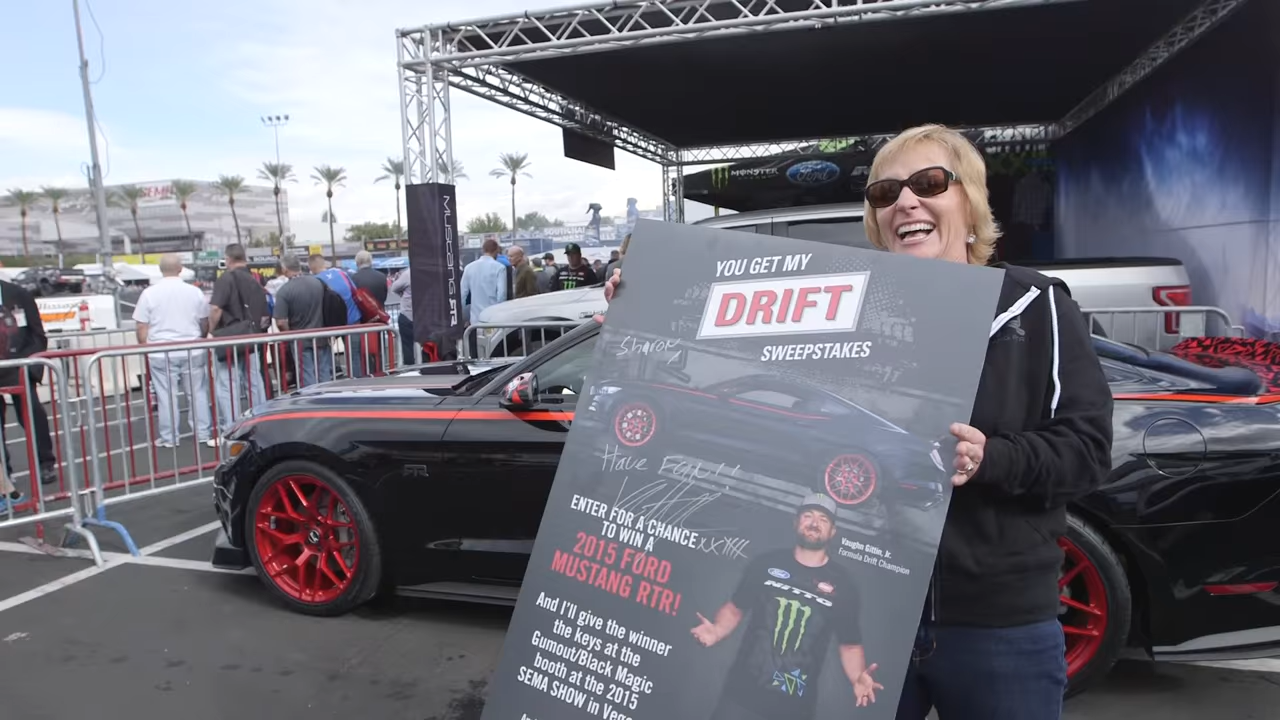 SEMA
MUSTANG RTR
MONSTER
Ford
YOU GET MY
DRIFT
SWEEPSTAKES
Sharon
Have Fun!!
ENTER FOR A CHANCE
TO WIN A
2015 FORD
MUSTANG RTR!
Vaughn Gittin, Jr.
Formula Drift Champion
Ford
NITTO
And I'll give the winner
the keys at the
Gumout/Black Magic
booth at the 2015
SEMA SHOW in Vegas